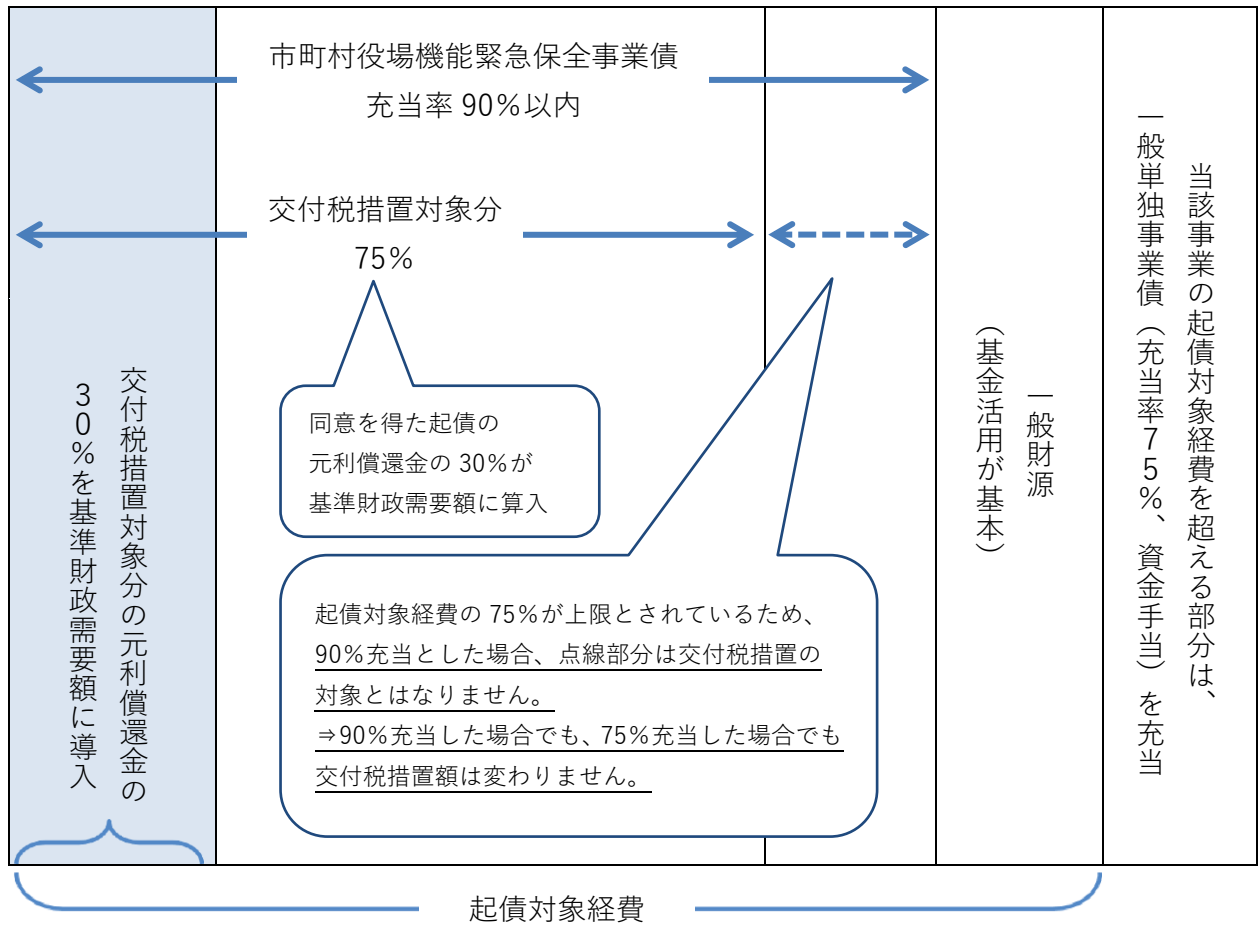 市町村役場機能緊急保全事業債
充当率 90%以内
交付税措置対象分
75%
同意を得た起債の
元利償還金の 30%が
基準財政需要額に算入
起債対象経費の 75%が上限とされているため、
90%充当とした場合、点線部分は交付税措置の
対象とはなりません。
⇒90%充当した場合でも、75%充当した場合でも
交付税措置額は変わりません。
交付税措置対象分の元利償還金の
30%を基準財政需要額に導入
一般財源
（基金活用が基本）
当該事業の起債対象経費を超える部分は、
一般単独事業債（充当率75%、資金手当）を充当
起債対象経費